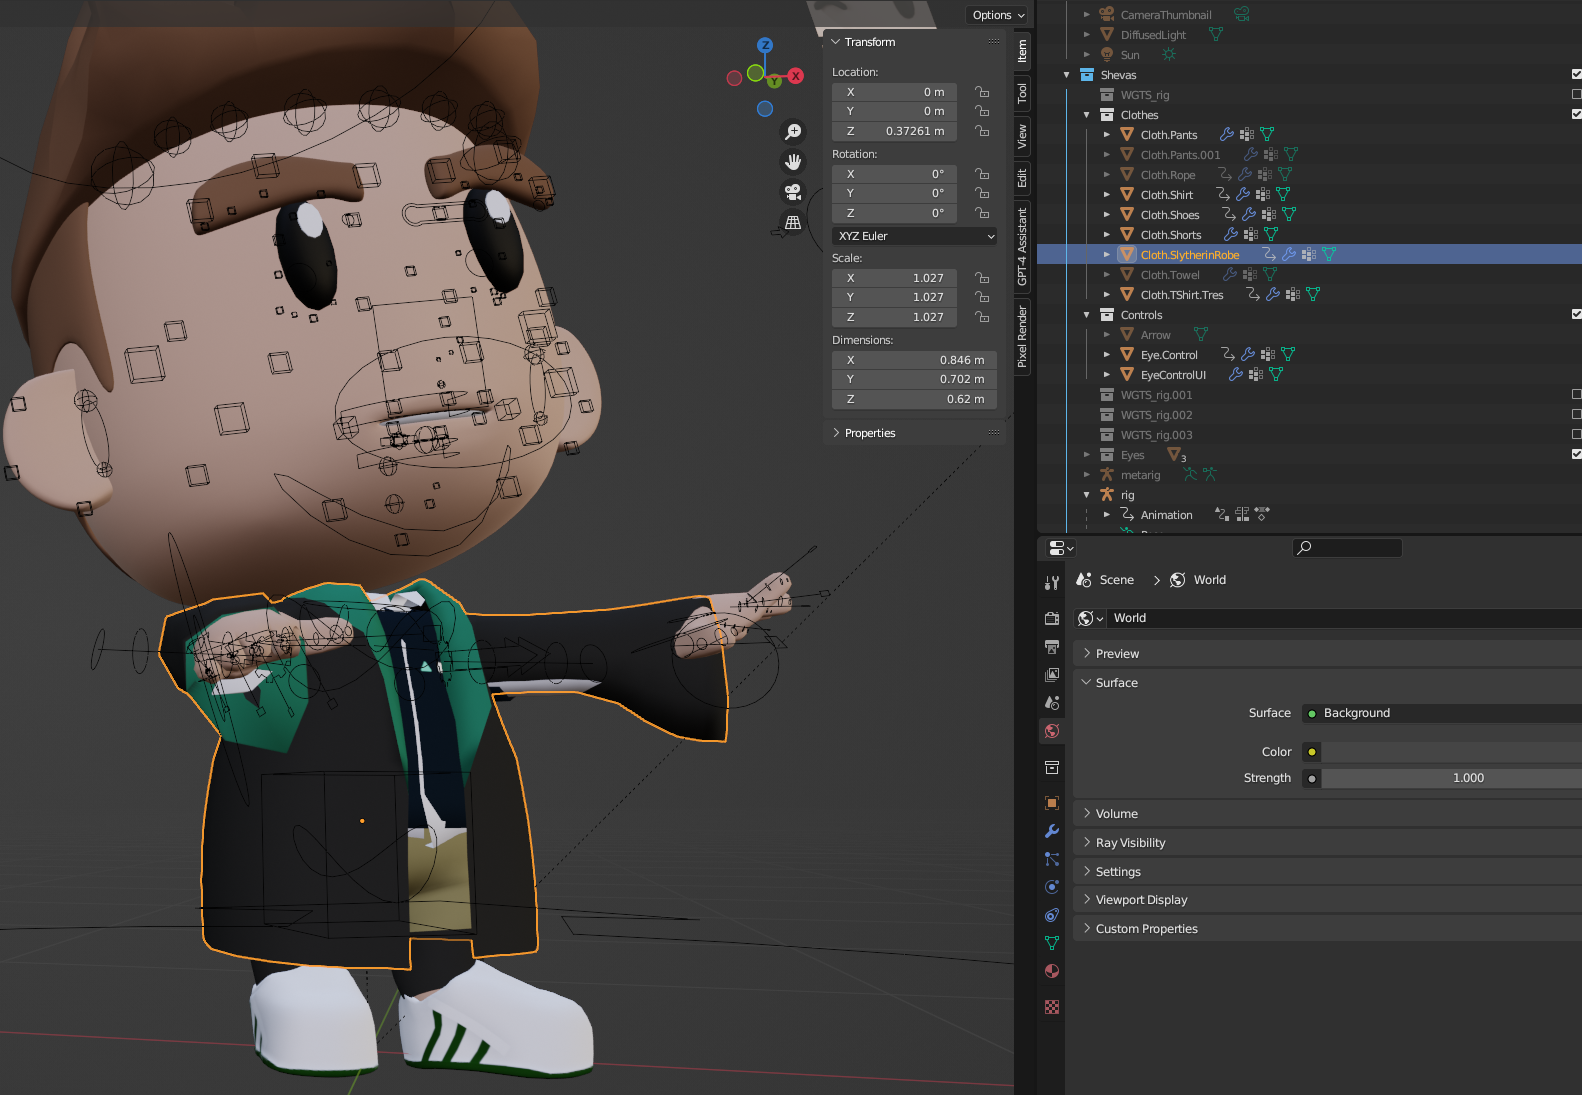 Options
Z
X
Y
Transform
Location:
X 0 m
Y 0 m
Z 0.37261 m
Rotation:
X 0°
Y 0°
Z 0°
XYZ Euler
Scale:
X 1.027
Y 1.027
Z 1.027
Dimensions:
X 0.846 m
Y 0.702 m
Z 0.62 m
Properties
Item
Tool
View
Edit
GPT-4 Assistant
Pixel Render
CameraThumbnail
DiffusedLight
Sun
Shevas
WGTS_rig
Clothes
Cloth.Pants
Cloth.Pants.001
Cloth.Rope
Cloth.Shirt
Cloth.Shoes
Cloth.Shorts
Cloth.SlytherinRobe
Cloth.Towel
Cloth.TShirt.Tres
Controls
Arrow
Eye.Control
EyeControlUI
WGTS_rig.001
WGTS_rig.002
WGTS_rig.003
Eyes 3
metarig
rig
Animation
Scene > World
World
Preview
Surface
Surface Background
Color
Strength 1.000
Volume
Ray Visibility
Settings
Viewport Display
Custom Properties